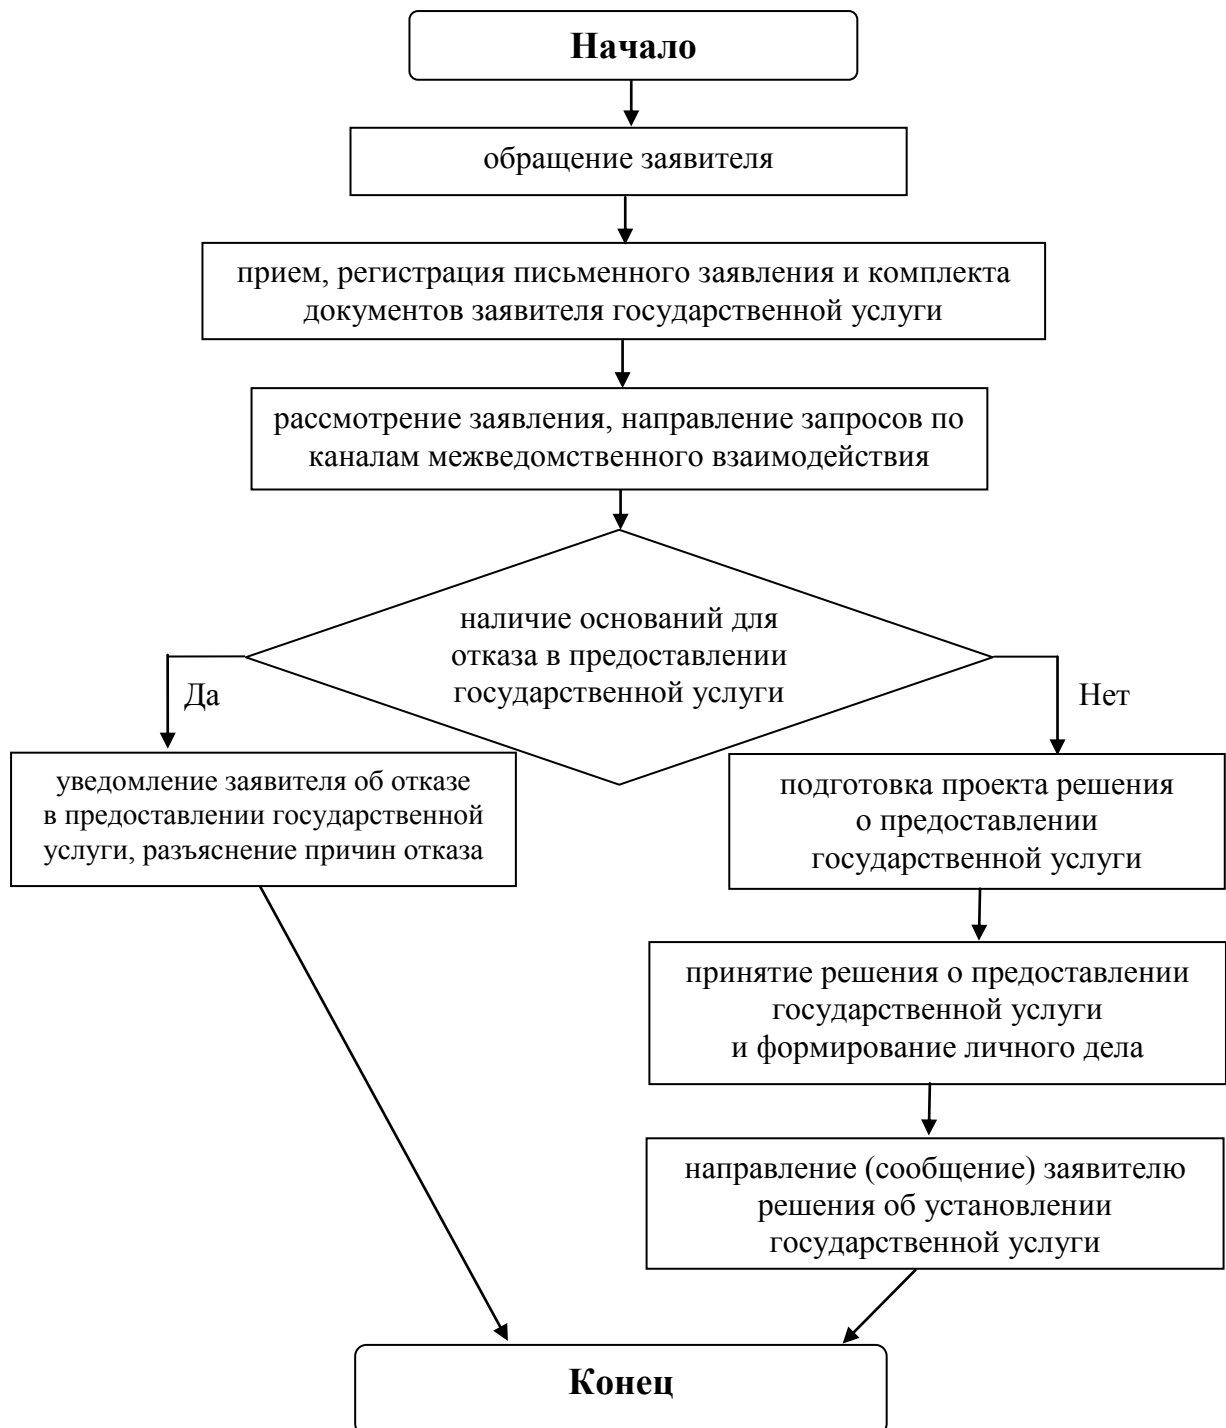 Начало
обращение заявителя
прием, регистрация письменного заявления и комплекта
документов заявителя государственной услуги
рассмотрение заявления, направление запросов по
каналам межведомственного взаимодействия
наличие оснований для
отказа в предоставлении
государственной услуги
Да
Нет
уведомление заявителя об отказе
в предоставлении государственной
услуги, разъяснение причин отказа
подготовка проекта решения
о предоставлении
государственной услуги
принятие решения о предоставлении
государственной услуги
и формирование личного дела
направление (сообщение) заявителю
решения об установлении
государственной услуги
Конец